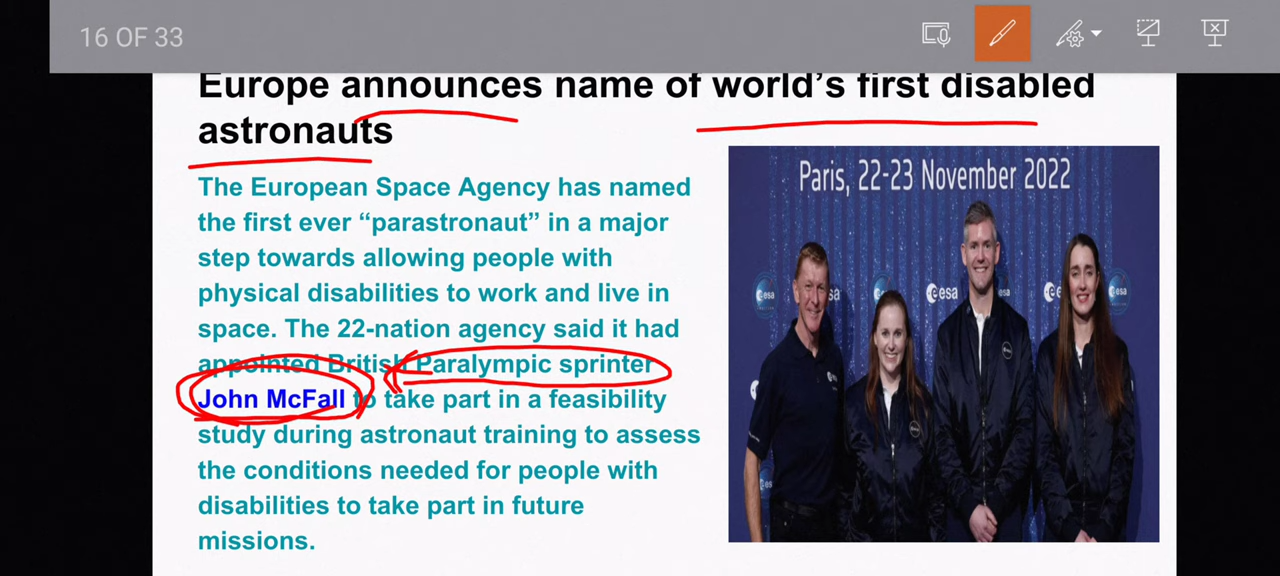 16 OF 33
Europe announces name of world's first disabled
astronauts
The European Space Agency has named
the first ever “parastronaut” in a major
step towards allowing people with
physical disabilities to work and live in
space. The 22-nation agency said it had
appointed British Paralympic sprinter
John McFall to take part in a feasibility
study during astronaut training to assess
the conditions needed for people with
disabilities to take part in future
missions.
Paris, 22-23 November 2022
esa
esa
esa
esa
esa
esa